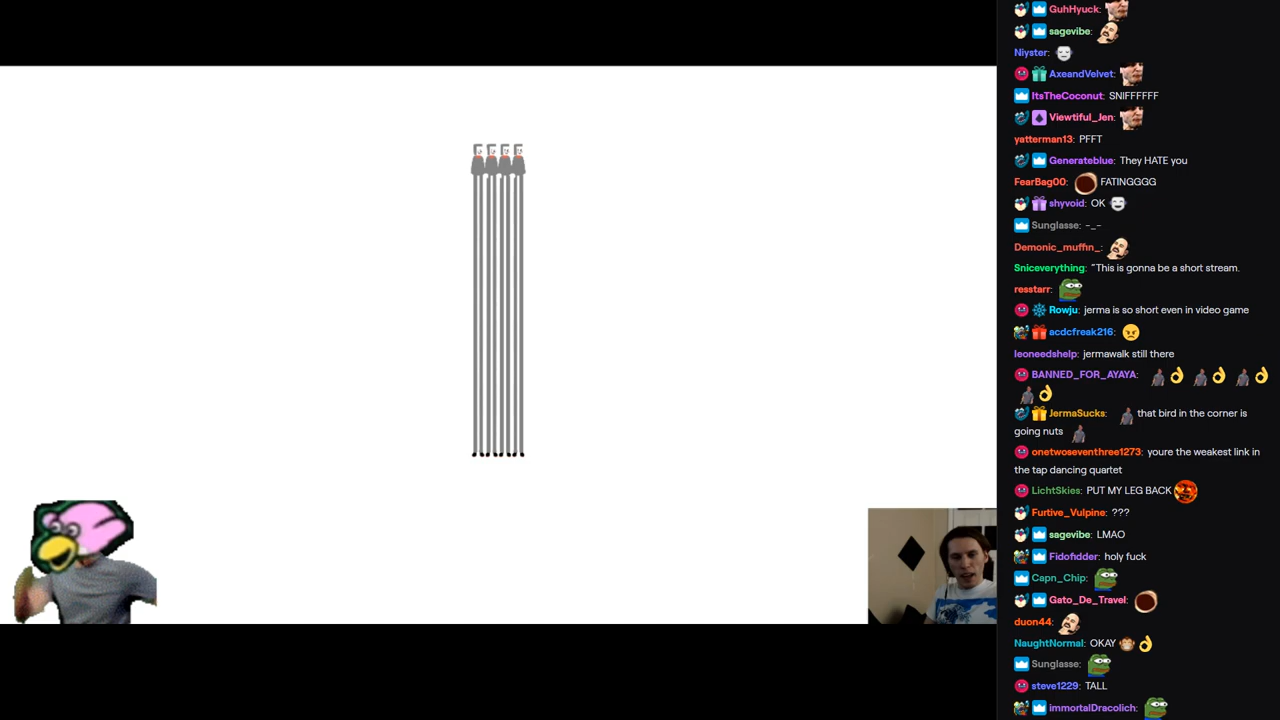 GuhHyuck:
sagevibe:
Niyster:
AxeandVelvet:
ItsTheCoconut: SNIFFFFFF
Viewtiful_Jen:
yatterman13: PFFT
Generateblue: They HATE you
FearBag00: FATINGGGG
shyvoid: OK
Sunglasse: -_-
Demonic_muffin_:
Sniceverything: "This is gonna be a short stream.
resstarr:
Rowju: jerma is so short even in video game
acdcfreak216:
leoneedshelp: jermawalk still there
BANNED_FOR_AYAYA:
JermaSucks: that bird in the corner is
going nuts
onetwoseventhree1273: youre the weakest link in
the tap dancing quartet
LichtSkies: PUT MY LEG BACK
Furtive_Vulpine: ???
sagevibe: LMAO
Fidofidder: holy fuck
Capn_Chip:
Gato_De_Travel:
duon44:
NaughtNormal: OKAY
Sunglasse:
steve1229: TALL
immortalDracolich: